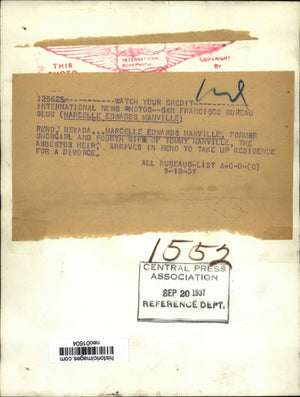 THIS
PHOTO
INTERNATIONAL
NEWS PHOTOS
COPYRIGHT
BY
I25625----------WATCH YOUR CREDIT--------
INTERNATIONAL NEWS PHOTOS--SAN FRANCISCO BUREAU
SLUG (MARCELLE EDWARDS MANVILLE)
RENO, NEVADA...MARCELLE EDWARDS MANVILLE, FORMER
SHOWGIRL AND FOURTH WIFE OF TOMMY MANVILLE, THE
ASBESTOS HEIR, ARRIVES IN RENO TO TAKE UP RESIDENCE
FOR A DIVORCE.
ALL BUREAUS-LIST A-C-D-(C)
9-18-37
1552
CENTRAL PRESS
ASSOCIATION
SEP 20 1937
REFERENCE DEPT.
historicimages.com
neo01604